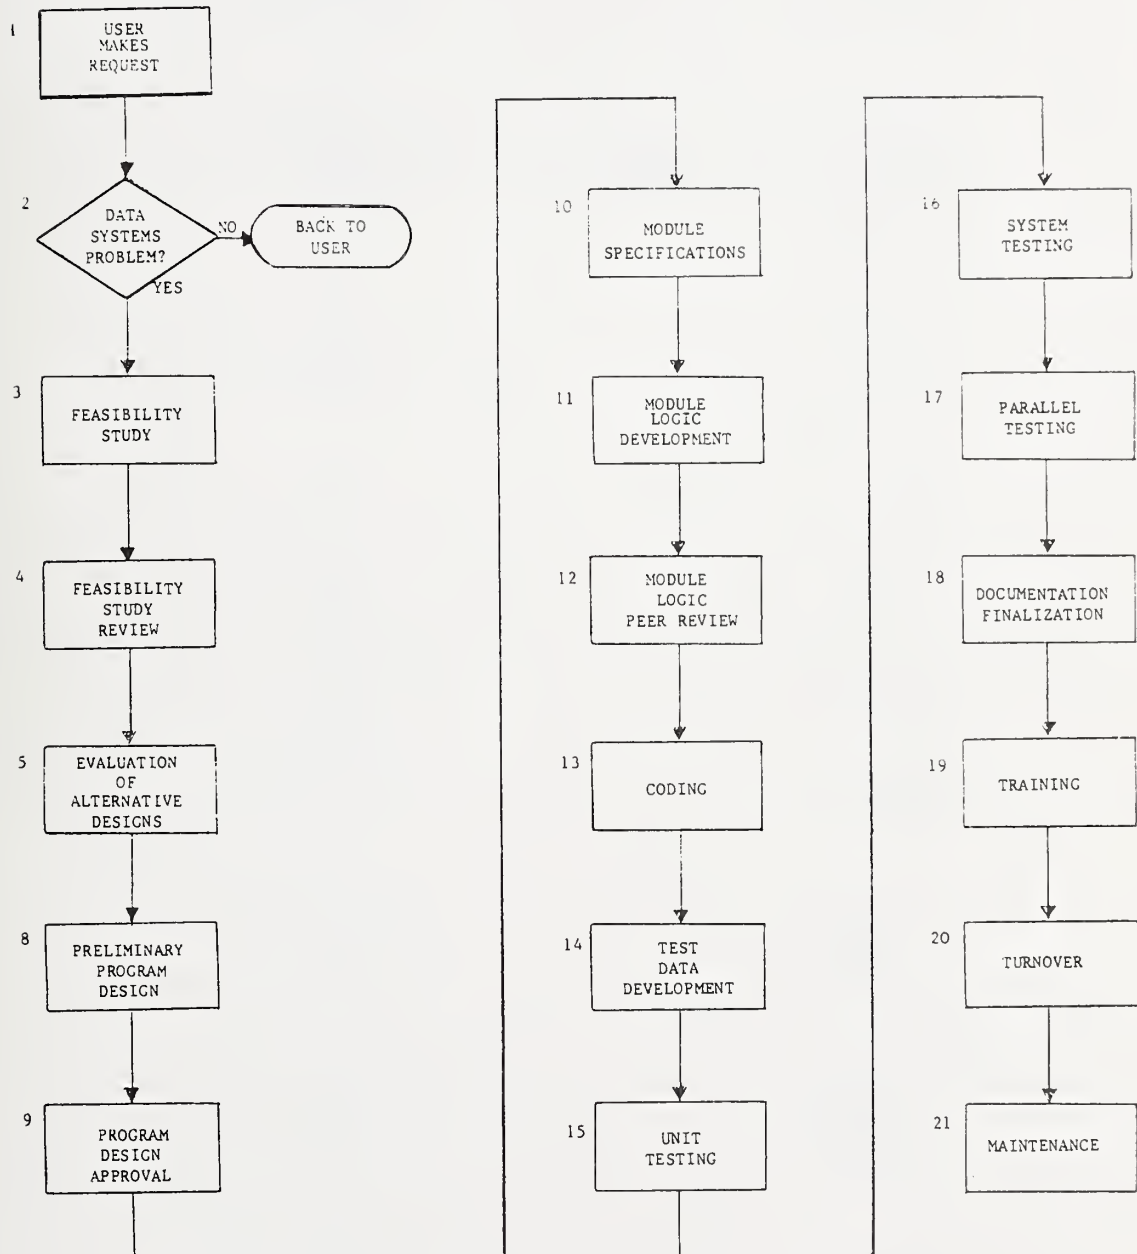 1
USER
MAKES
REQUEST
2
DATA
SYSTEMS
PROBLEM?
NO
BACK TO
USER
YES
3
FEASIBILITY
STUDY
4
FEASIBILITY
STUDY
REVIEW
5
EVALUATION
OF
ALTERNATIVE
DESIGNS
8
PRELIMINARY
PROGRAM
DESIGN
9
PROGRAM
DESIGN
APPROVAL
10
MODULE
SPECIFICATIONS
11
MODULE
LOGIC
DEVELOPMENT
12
MODULE
LOGIC
PEER REVIEW
13
CODING
14
TEST
DATA
DEVELOPMENT
15
UNIT
TESTING
16
SYSTEM
TESTING
17
PARALLEL
TESTING
18
DOCUMENTATION
FINALIZATION
19
TRAINING
20
TURNOVER
21
MAINTENANCE